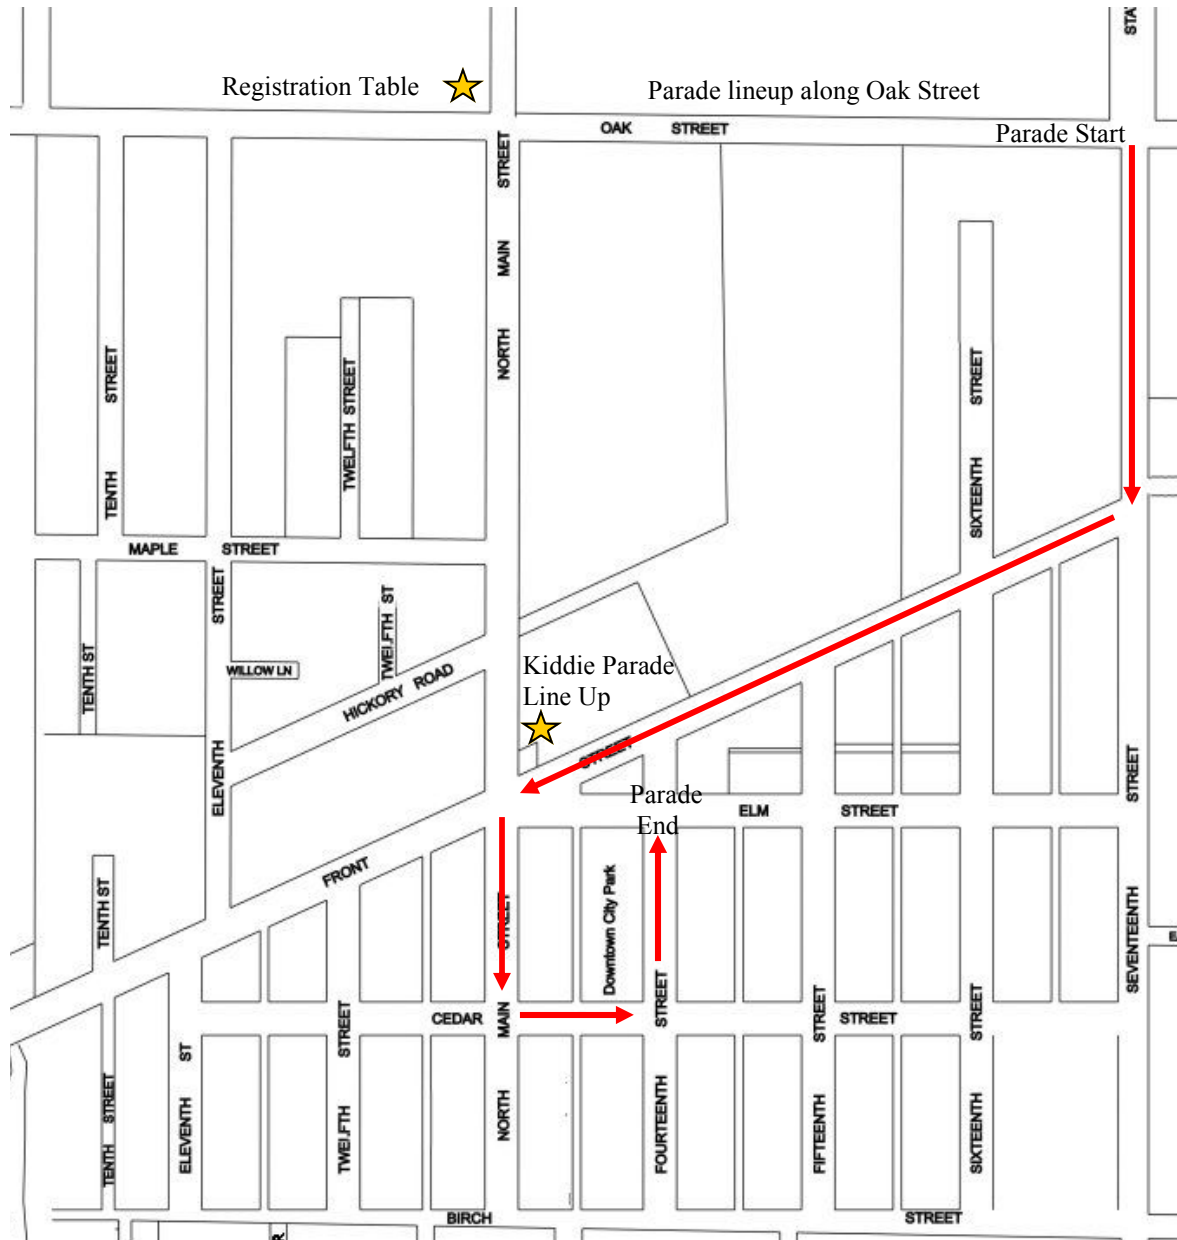 STA
Registration Table
Parade lineup along Oak Street
OAK STREET
Parade Start
NORTH MAIN STREET
TENTH STREET
TWELFTH STREET
SIXTEENTH STREET
MAPLE STREET
ELEVENTH STREET
TENTH ST
WILLOW LN
TWELFTH ST
HICKORY ROAD
Kiddie Parade
Line Up
STREET
Parade
End
ELM STREET
FRONT
TENTH ST
Downtown City Park
SEVENTEENTH STREET
E
CEDAR STREET
NORTH MAIN STREET
TENTH STREET
ELEVENTH ST
TWELFTH STREET
FOURTEENTH STREET
FIFTEENTH STREET
SIXTEENTH STREET
BIRCH STREET
R